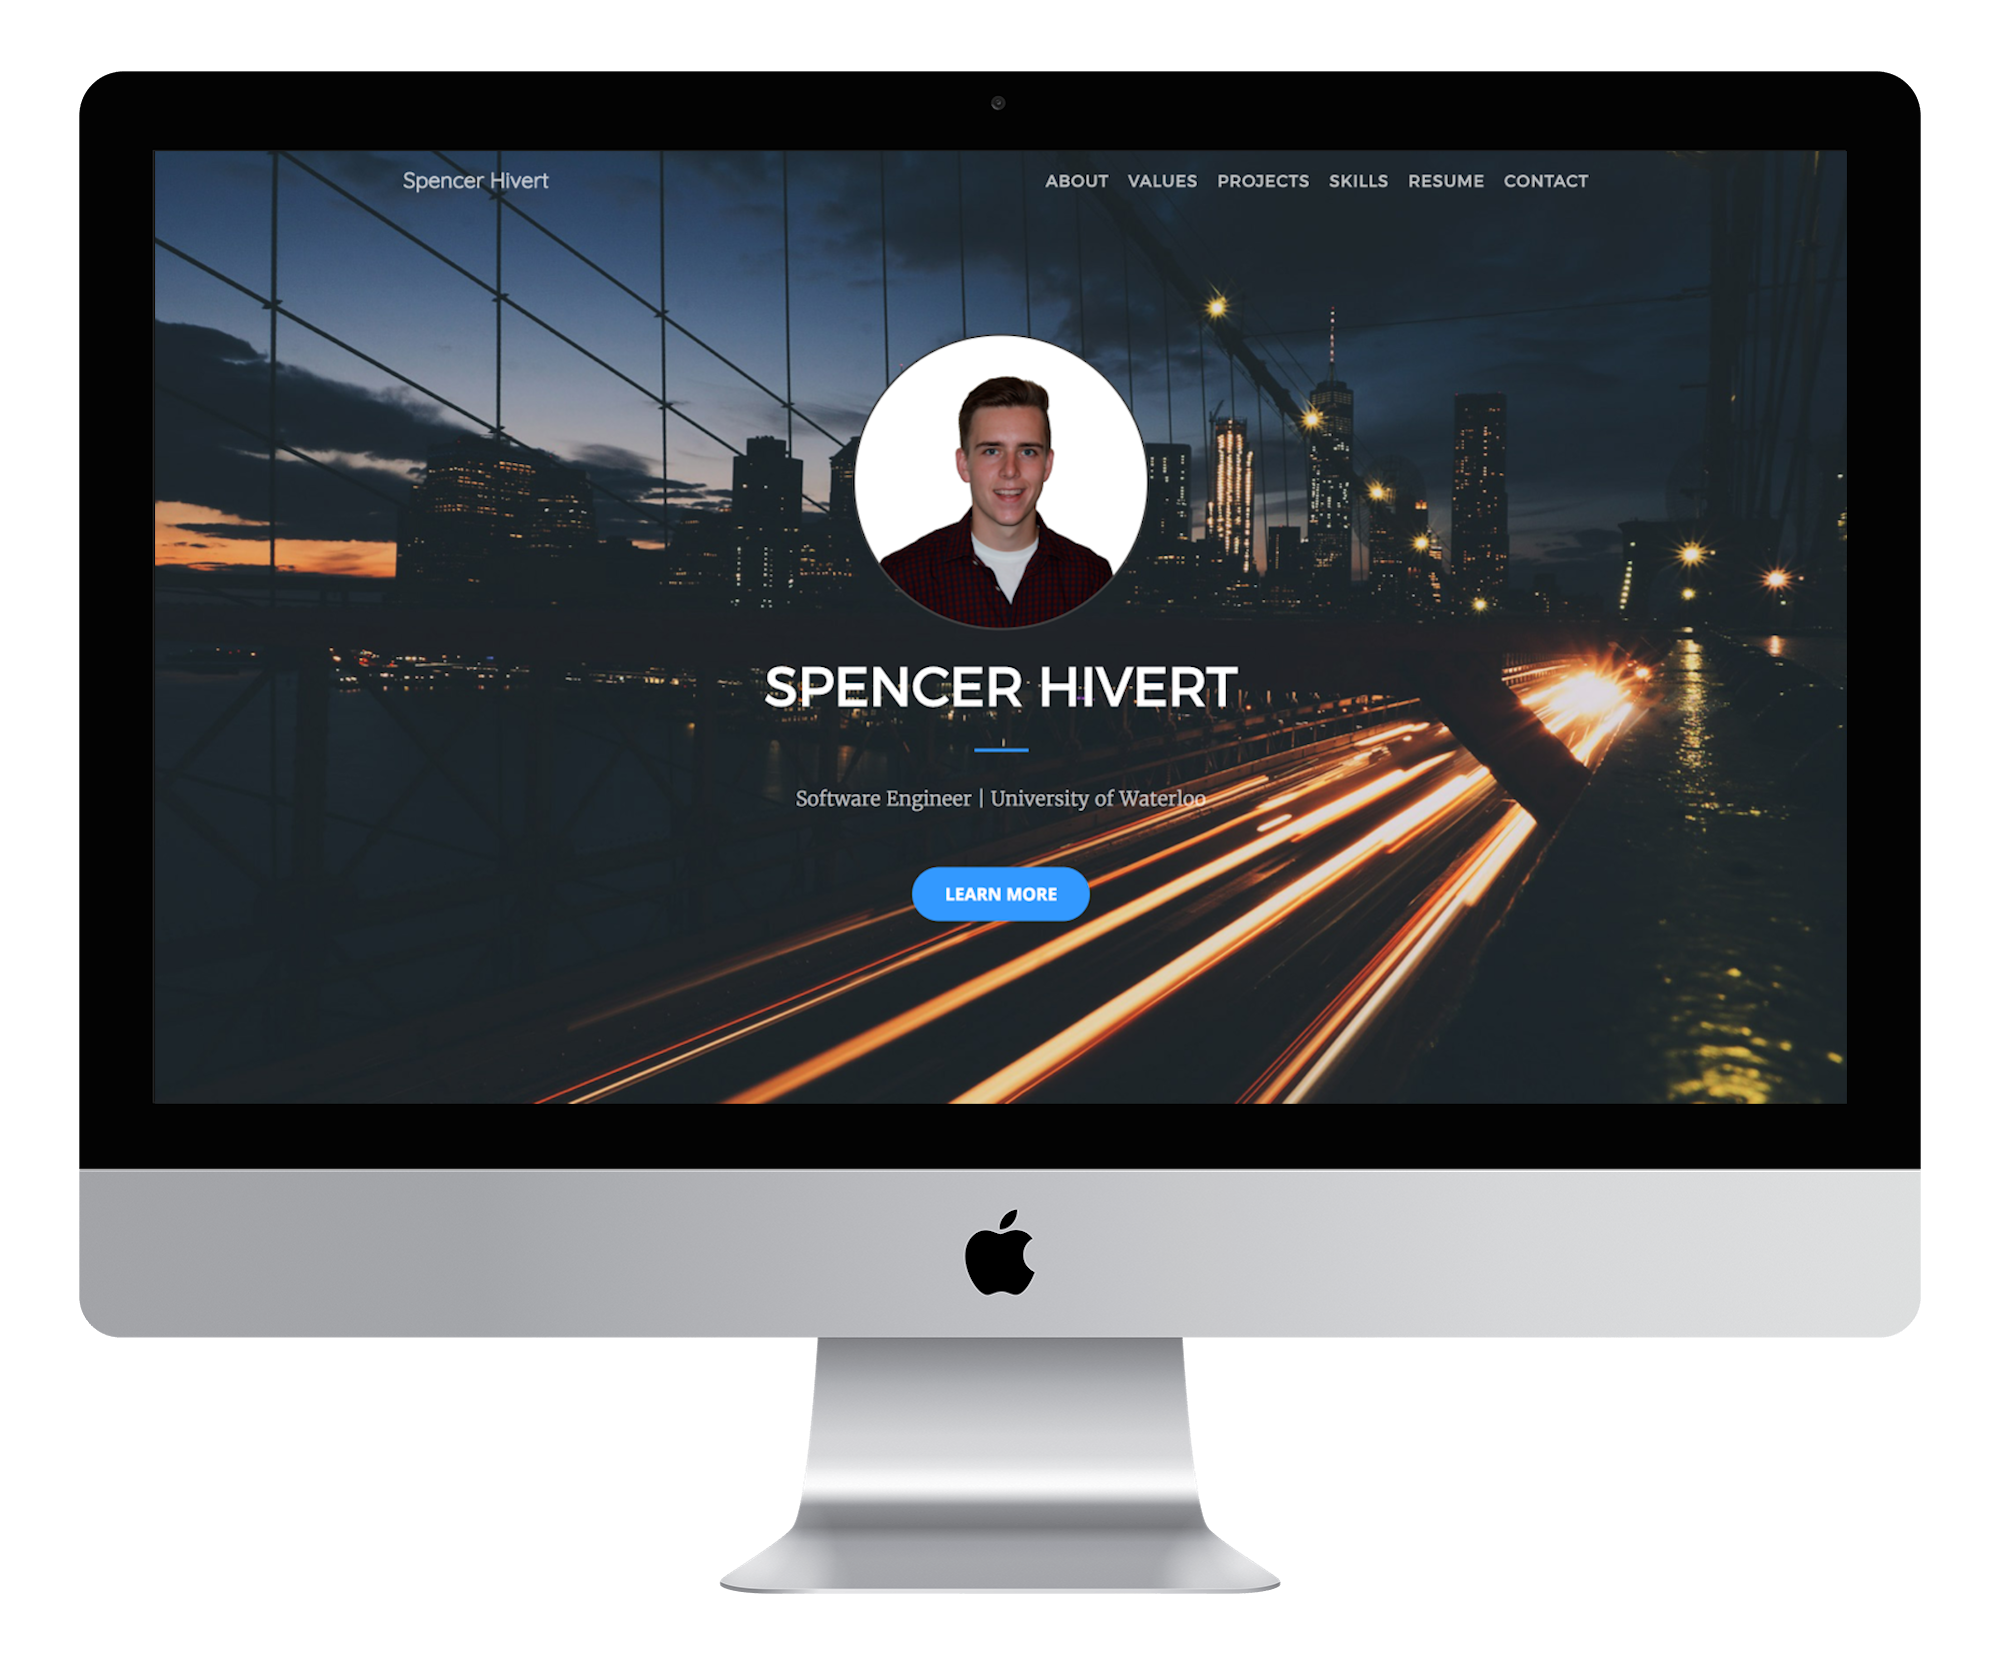 Spencer Hivert
ABOUT VALUES PROJECTS SKILLS RESUME CONTACT
SPENCER HIVERT
Software Engineer | University of Waterloo
LEARN MORE